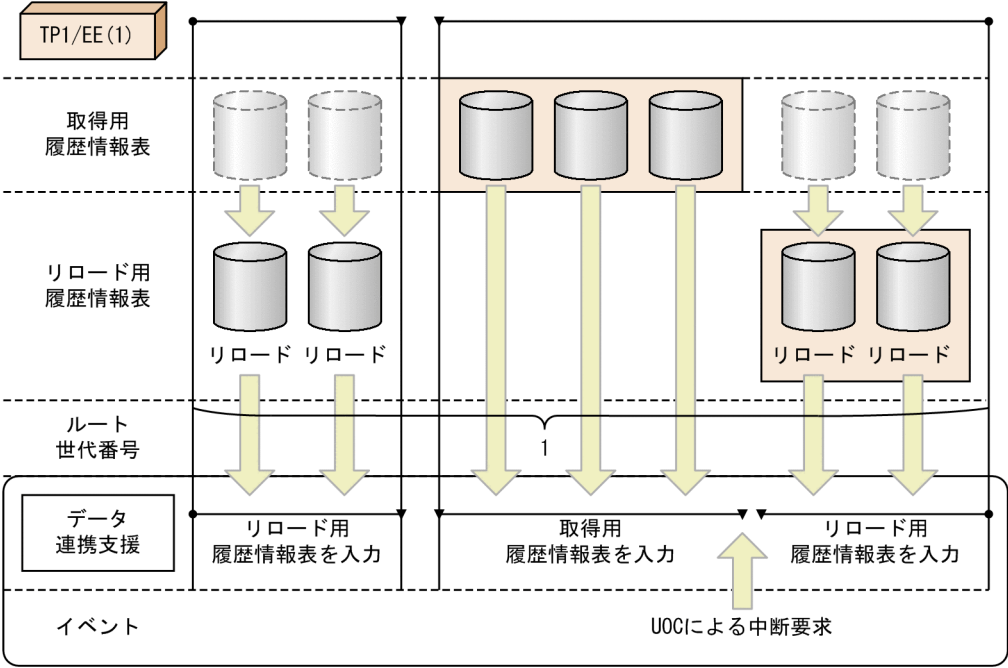 TP1/EE(1)
取得用
履歴情報表
リロード用
履歴情報表
リロード
リロード
リロード
リロード
ルート
世代番号
1
データ
連携支援
リロード用
履歴情報表を入力
取得用
履歴情報表を入力
リロード用
履歴情報表を入力
イベント
UOCによる中断要求